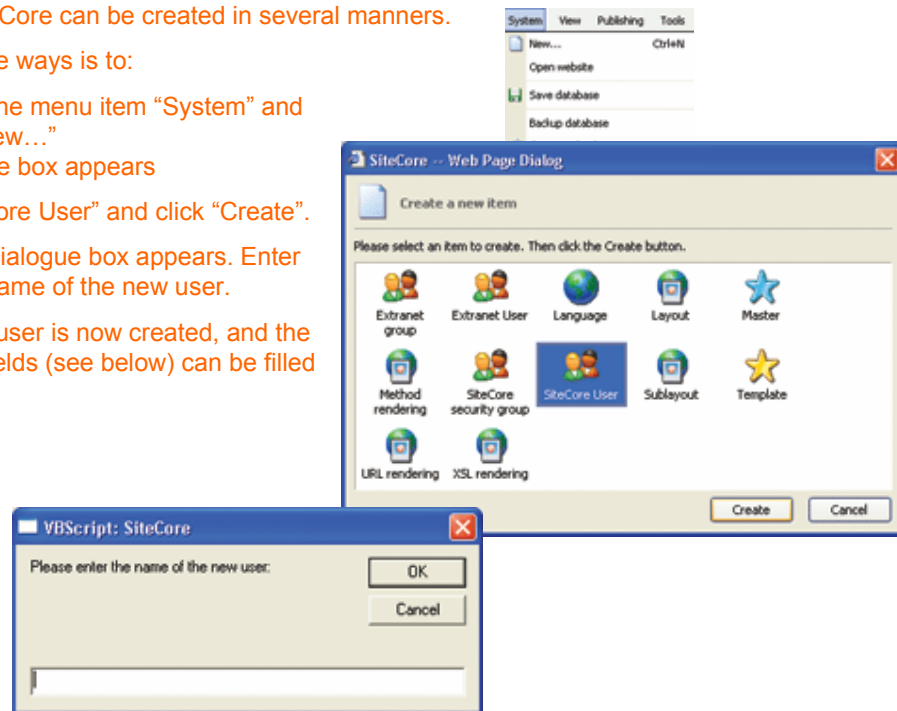 Core can be created in several manners.
e ways is to:
he menu item “System” and
ew…”
e box appears
ore User” and click “Create”.
ialogue box appears. Enter
ame of the new user.
user is now created, and the
elds (see below) can be filled
System View Publishing Tools
New... Ctrl+N
Open website
Save database
Backup database
SiteCore -- Web Page Dialog
Create a new item
Please select an item to create. Then click the Create button.
Extranet group
Extranet User
Language
Layout
Master
Method rendering
SiteCore security group
SiteCore User
Sublayout
Template
URL rendering
XSL rendering
Create Cancel
VBScript: SiteCore
Please enter the name of the new user:
OK
Cancel